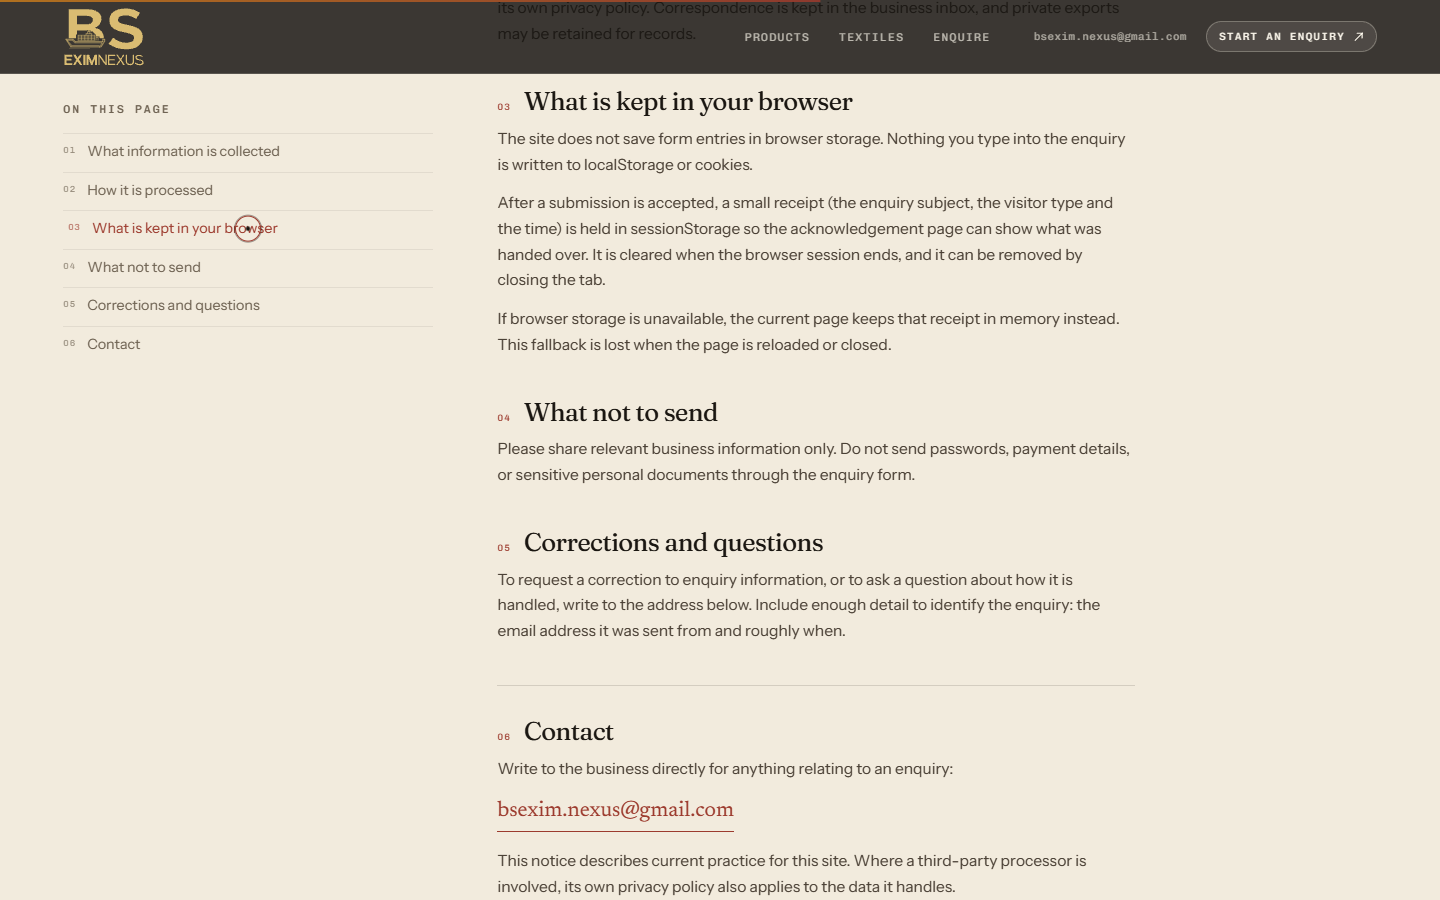 its own privacy policy. Correspondence is kept in the business inbox, and private exports
may be retained for records.
BS
EXIMNEXUS
PRODUCTS
TEXTILES
ENQUIRE
bsexim.nexus@gmail.com
START AN ENQUIRY ↗
ON THIS PAGE
01 What information is collected
02 How it is processed
03 What is kept in your browser
04 What not to send
05 Corrections and questions
06 Contact
03 What is kept in your browser
The site does not save form entries in browser storage. Nothing you type into the enquiry
is written to localStorage or cookies.
After a submission is accepted, a small receipt (the enquiry subject, the visitor type and
the time) is held in sessionStorage so the acknowledgement page can show what was
handed over. It is cleared when the browser session ends, and it can be removed by
closing the tab.
If browser storage is unavailable, the current page keeps that receipt in memory instead.
This fallback is lost when the page is reloaded or closed.
04 What not to send
Please share relevant business information only. Do not send passwords, payment details,
or sensitive personal documents through the enquiry form.
05 Corrections and questions
To request a correction to enquiry information, or to ask a question about how it is
handled, write to the address below. Include enough detail to identify the enquiry: the
email address it was sent from and roughly when.
06 Contact
Write to the business directly for anything relating to an enquiry:
bsexim.nexus@gmail.com
This notice describes current practice for this site. Where a third-party processor is
involved, its own privacy policy also applies to the data it handles.